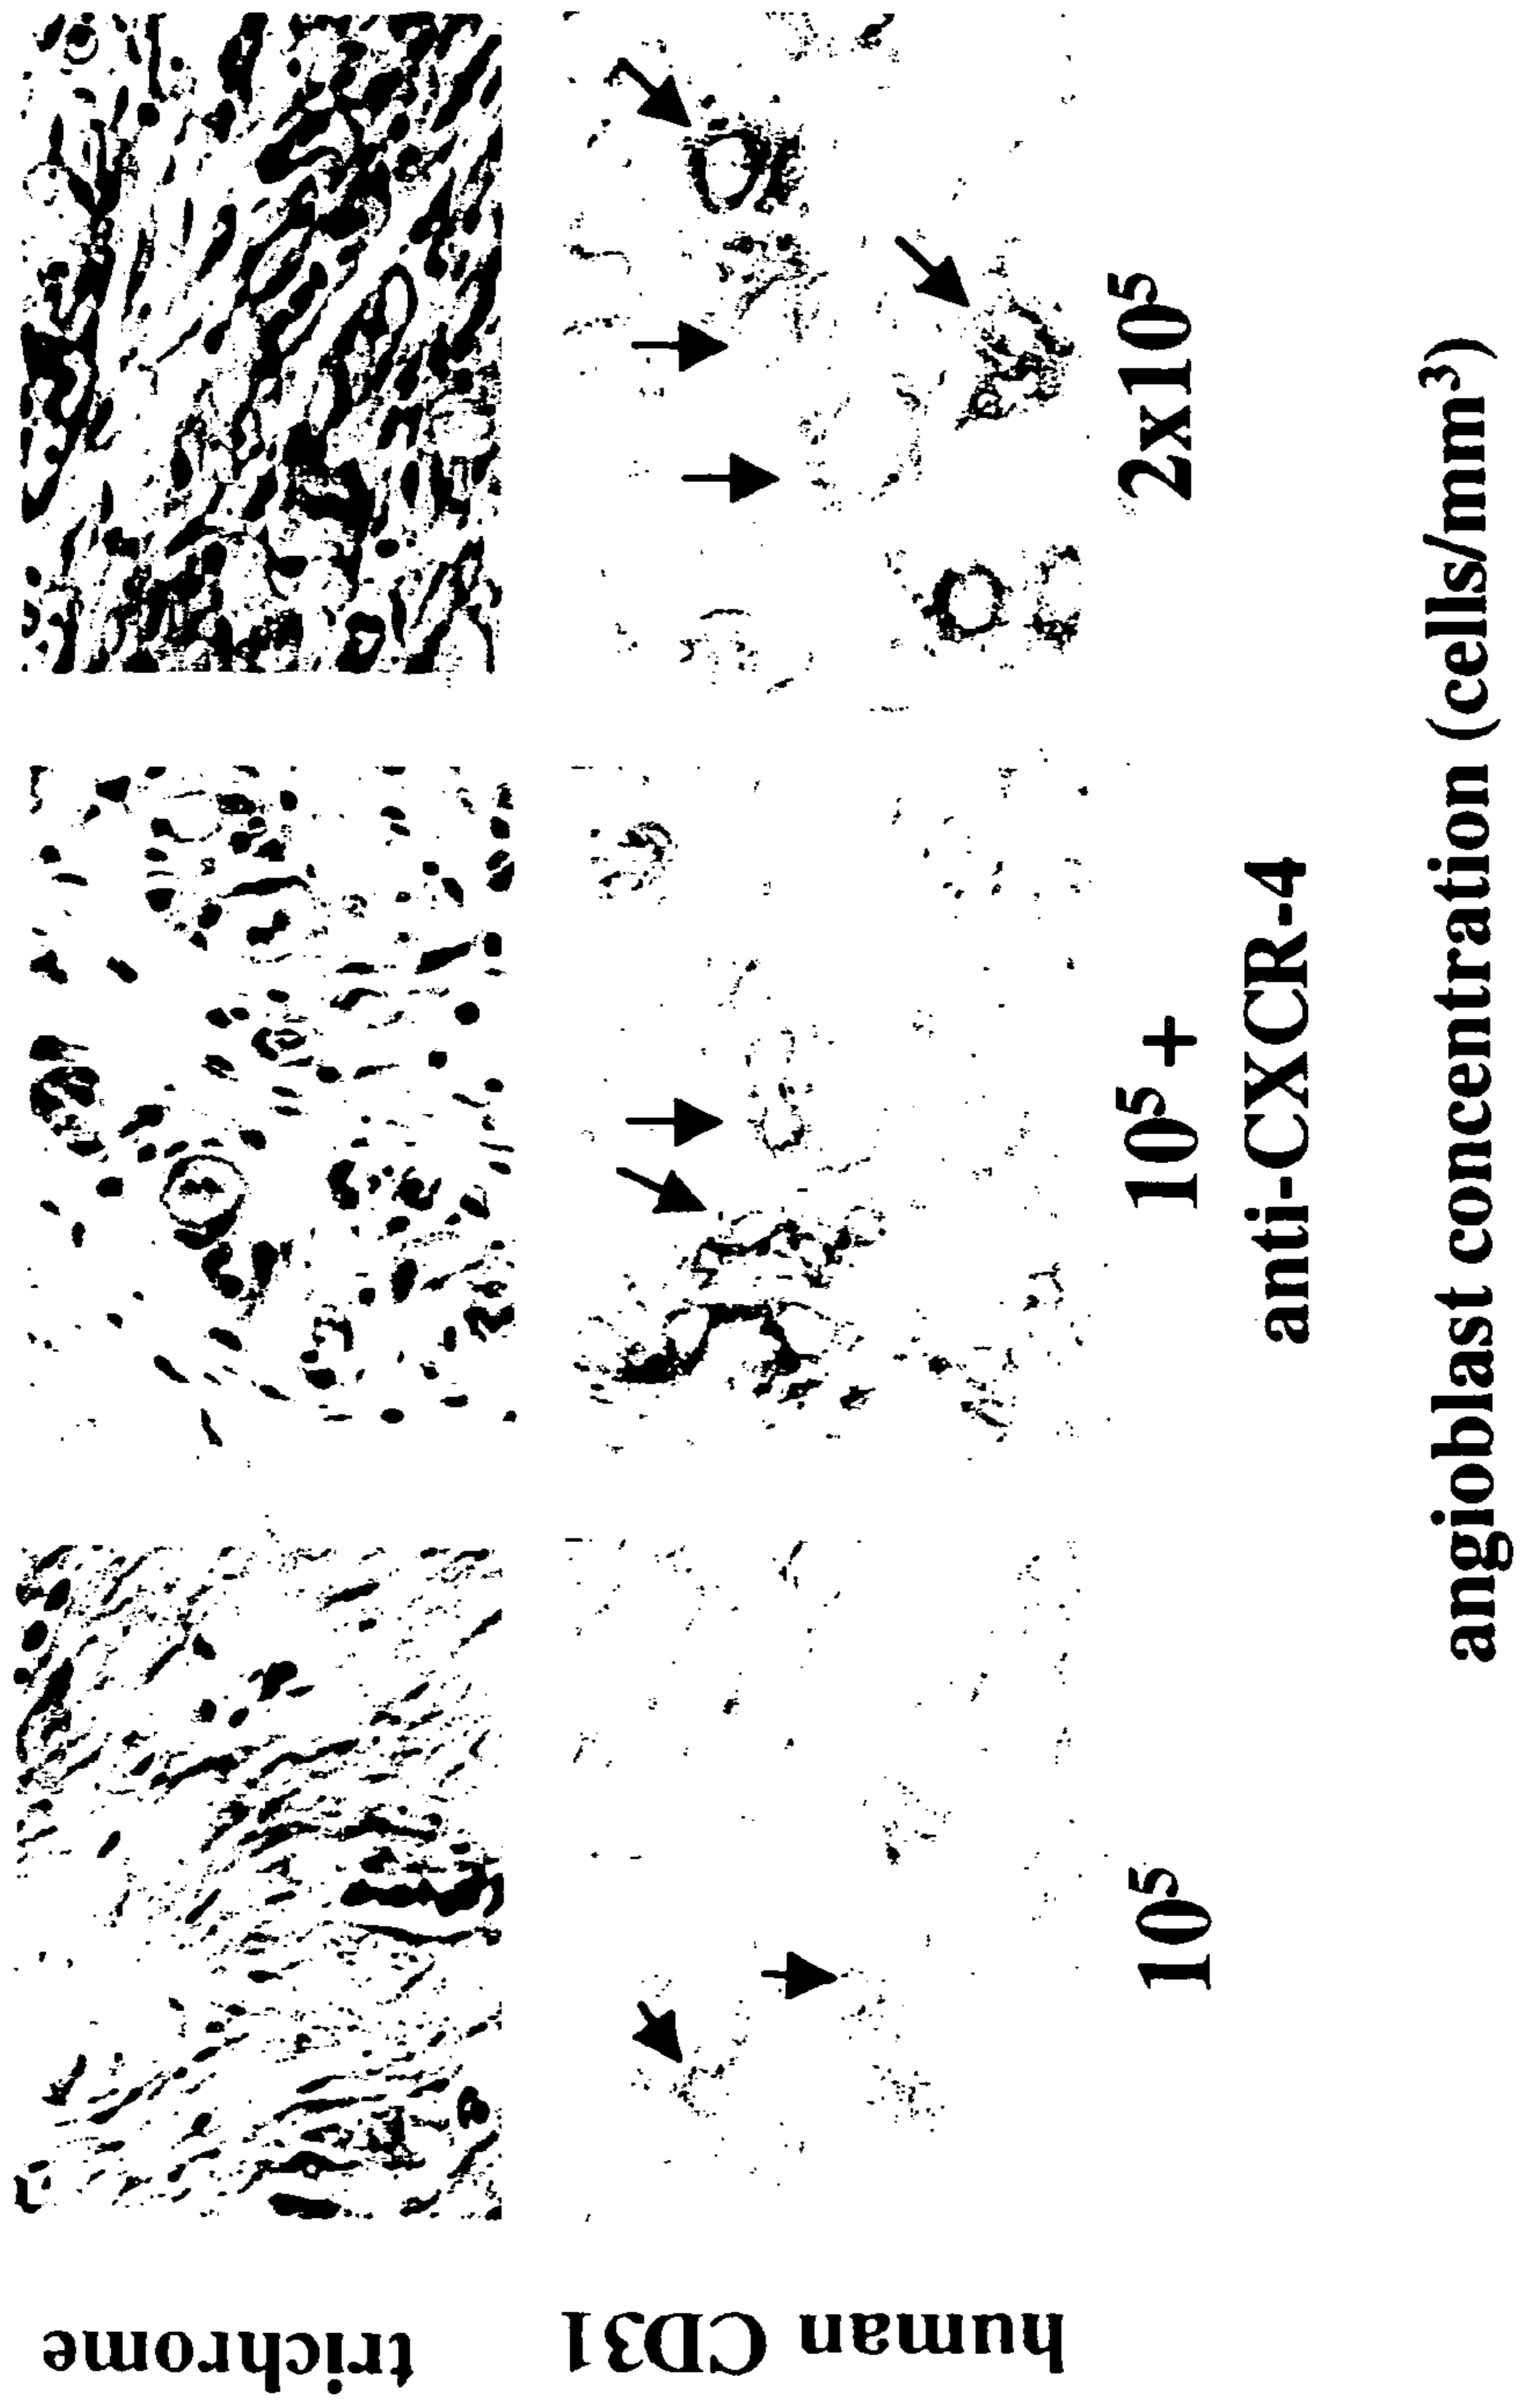 trichrome
human CD31
10⁵
10⁵ +
anti-CXCR-4
2x10⁵
angioblast concentration (cells/mm³)